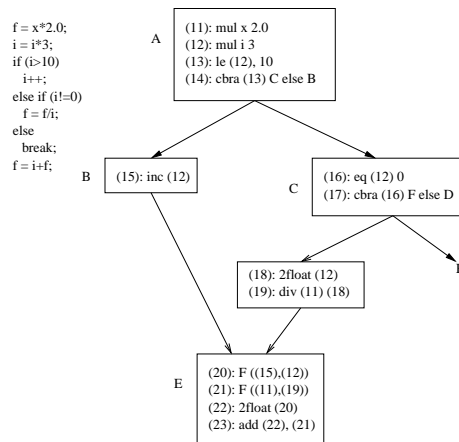 f = x*2.0;
i = i*3;
if (i>10)
i++;
else if (i!=0)
f = f/i;
else
break;
f = i+f;
A
(11): mul x 2.0
(12): mul i 3
(13): le (12), 10
(14): cbra (13) C else B
B
(15): inc (12)
C
(16): eq (12) 0
(17): cbra (16) F else D
(18): 2float (12)
(19): div (11) (18)
E
(20): F ((15),(12))
(21): F ((11),(19))
(22): 2float (20)
(23): add (22), (21)